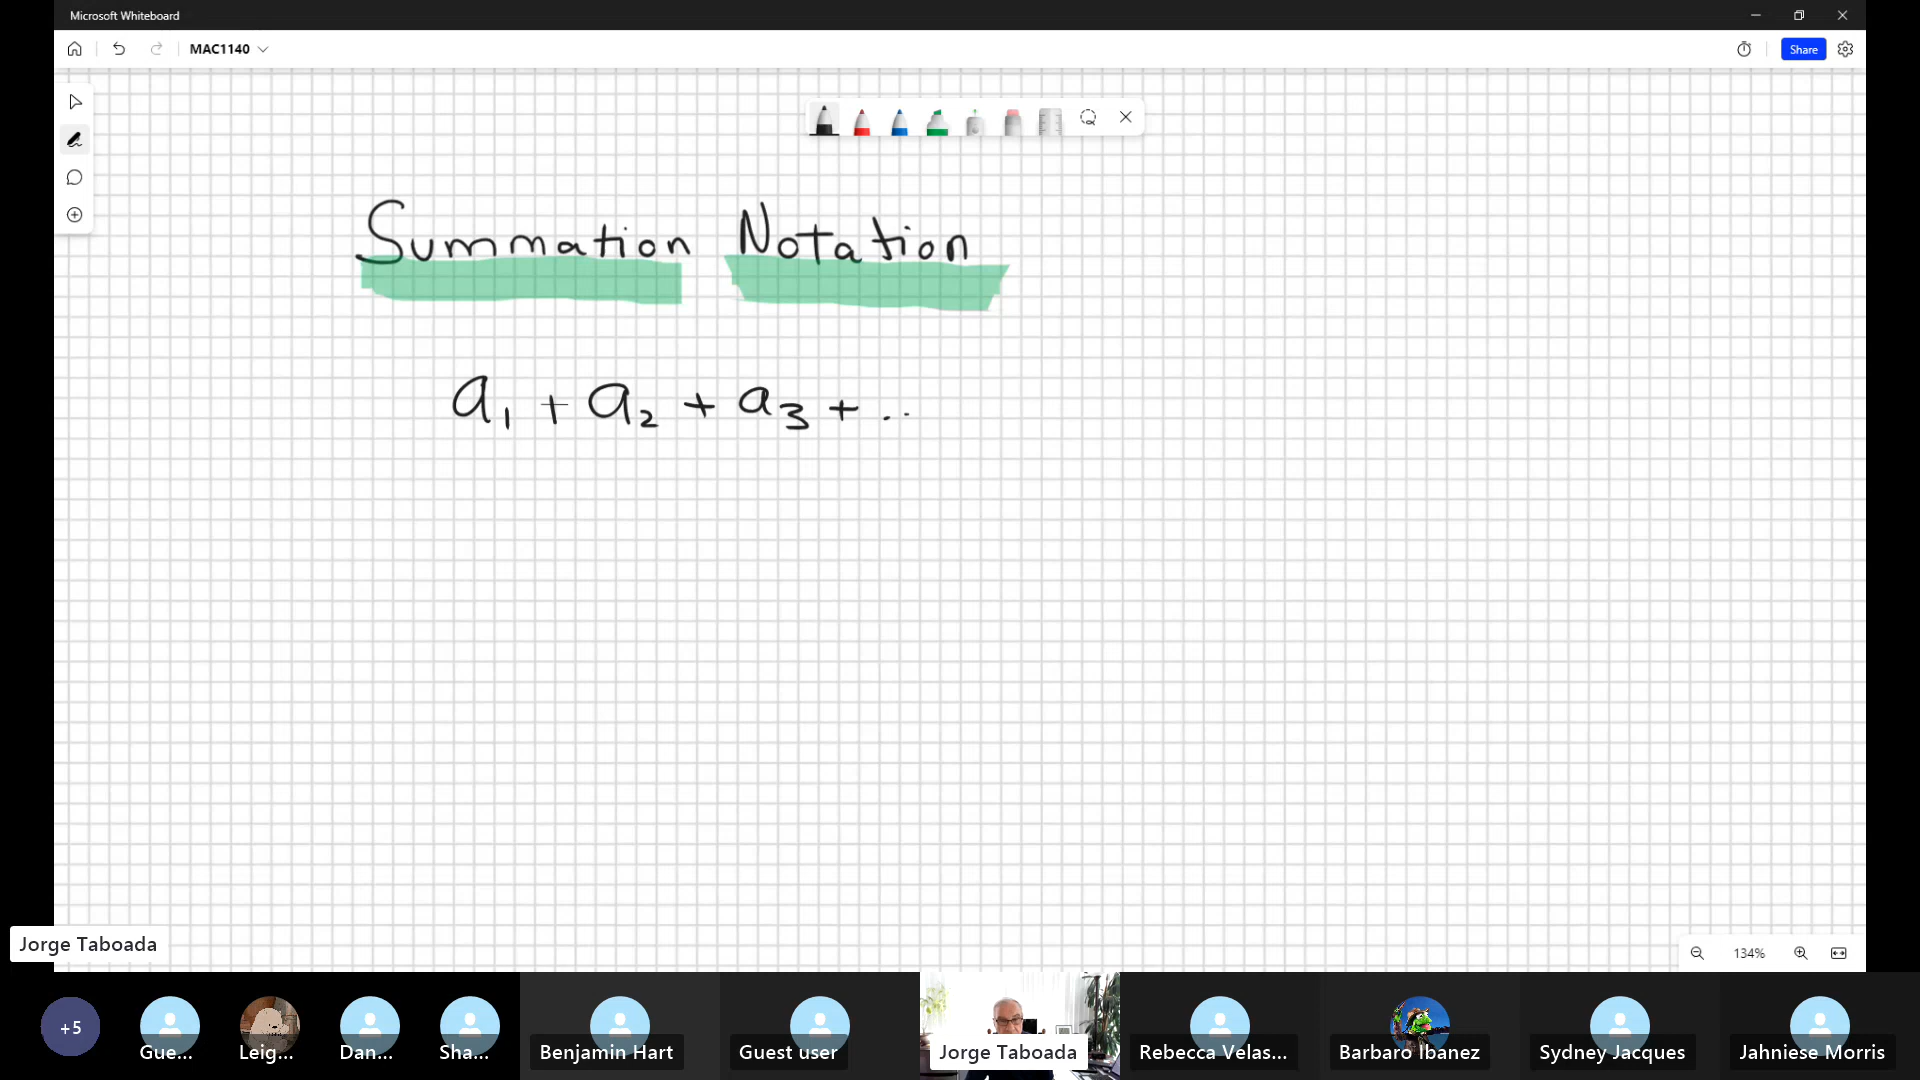 Microsoft Whiteboard
MAC1140
Share
Summation Notation
a₁ + a₂ + a₃ + ..
134%
Jorge Taboada
+5
Gue...
Leig...
Dan...
Sha...
Benjamin Hart
Guest user
Jorge Taboada
Rebecca Velas...
Barbaro Ibanez
Sydney Jacques
Jahniese Morris